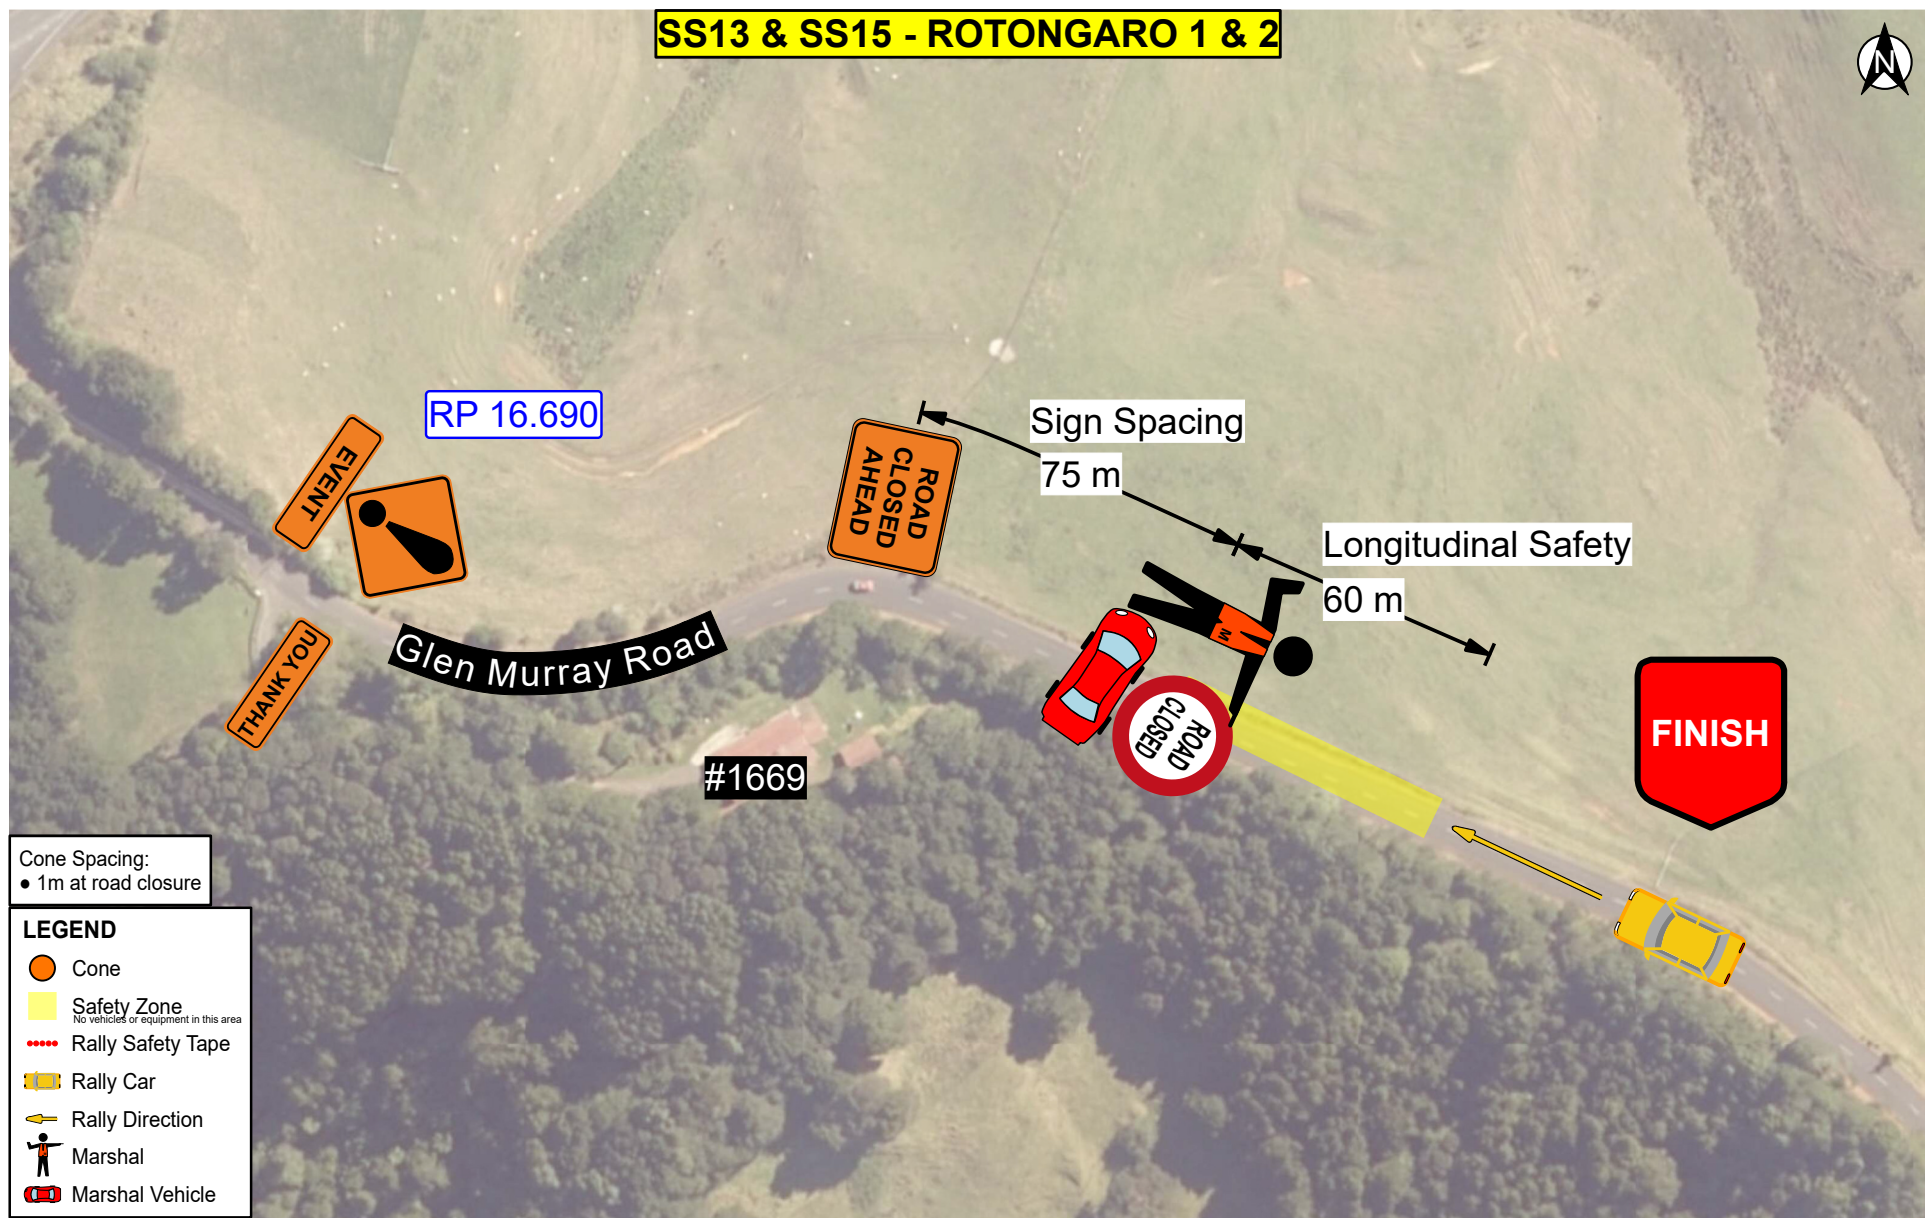 SS13 & SS15 - ROTONGARO 1 & 2
N
RP 16.690
EVENT
THANK YOU
Glen Murray Road
ROAD
CLOSED
AHEAD
Sign Spacing
75 m
Longitudinal Safety
60 m
M
ROAD
CLOSED
FINISH
#1669
Cone Spacing:
● 1m at road closure
LEGEND
Cone
Safety Zone
No vehicles or equipment in this area
Rally Safety Tape
Rally Car
Rally Direction
Marshal
Marshal Vehicle